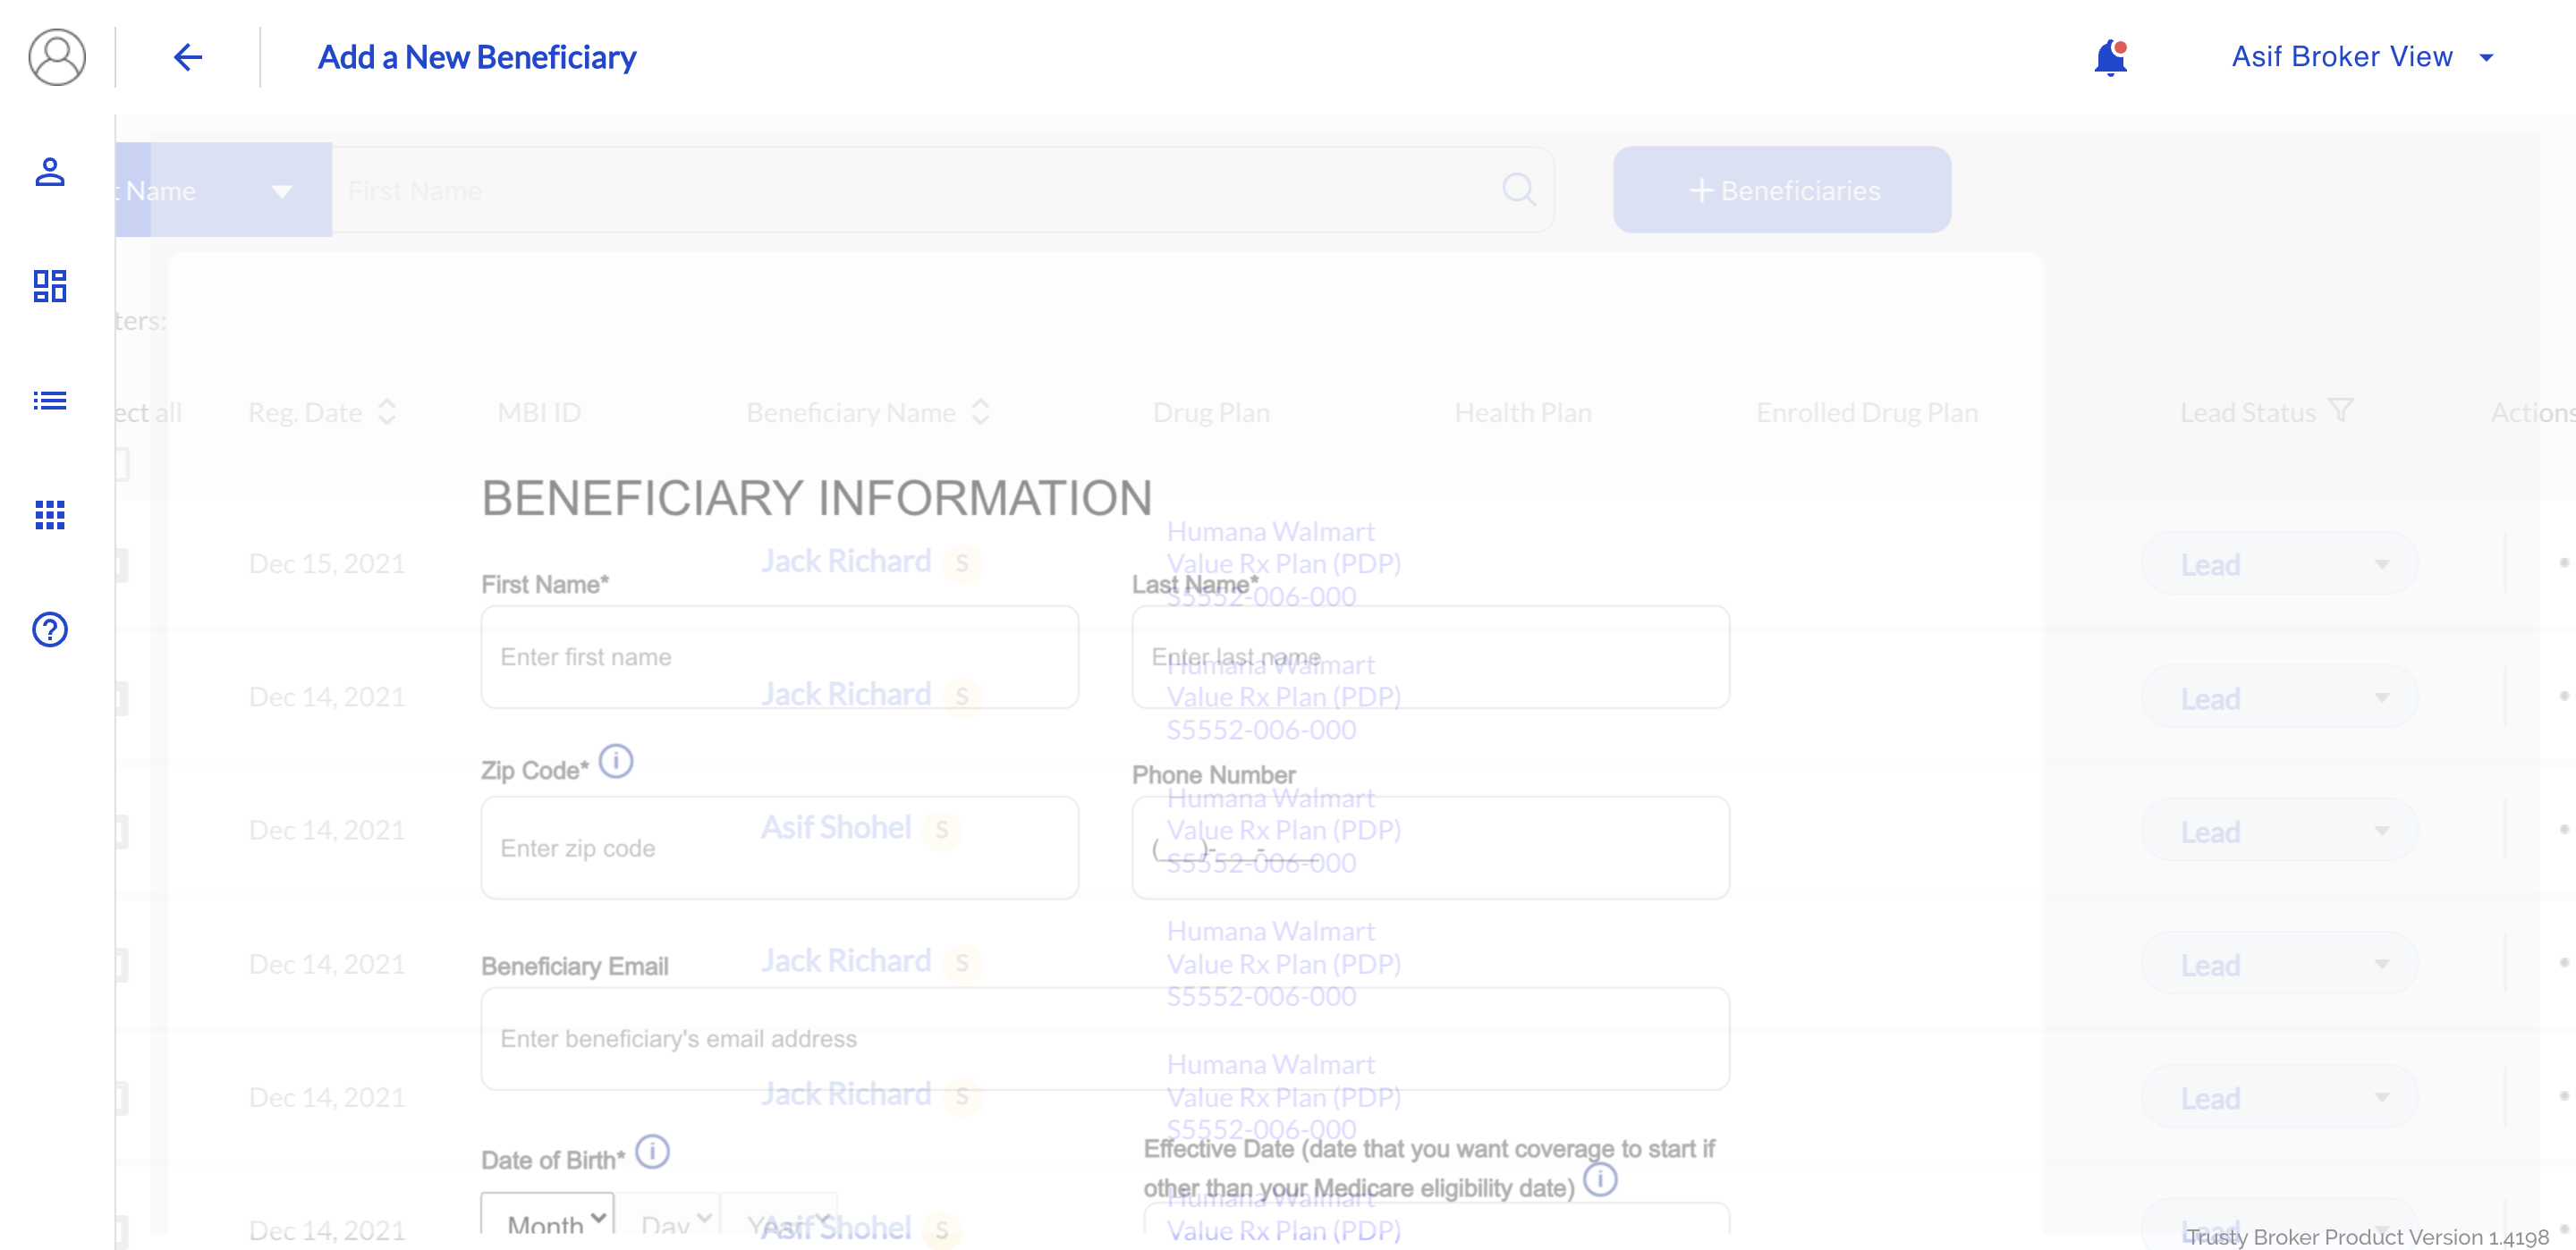 Add a New Beneficiary
Asif Broker View
t Name
First Name
Beneficiaries
ters:
ect all
Reg. Date
MBI ID
Beneficiary Name
Drug Plan
Health Plan
Enrolled Drug Plan
Lead Status
Actions
BENEFICIARY INFORMATION
Dec 15, 2021
Jack Richard S
Humana Walmart
Value Rx Plan (PDP)
S5552-006-000
Lead
First Name*
Last Name*
Enter first name
Enter last name
Dec 14, 2021
Jack Richard S
Humana Walmart
Value Rx Plan (PDP)
S5552-006-000
Lead
Zip Code*
Phone Number
Enter zip code
(___)-___-____
Dec 14, 2021
Asif Shohel S
Humana Walmart
Value Rx Plan (PDP)
S5552-006-000
Lead
Dec 14, 2021
Jack Richard S
Humana Walmart
Value Rx Plan (PDP)
S5552-006-000
Lead
Beneficiary Email
Enter beneficiary's email address
Dec 14, 2021
Jack Richard S
Humana Walmart
Value Rx Plan (PDP)
S5552-006-000
Lead
Date of Birth*
Effective Date (date that you want coverage to start if
other than your Medicare eligibility date)
Month
Day
Year
Dec 14, 2021
Asif Shohel S
Humana Walmart
Value Rx Plan (PDP)
Lead
Trusty Broker Product Version 1.4198